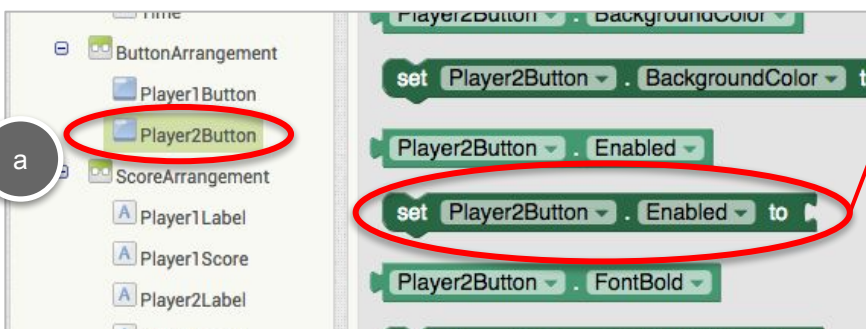 Time
ButtonArrangement
Player1Button
Player2Button
a
ScoreArrangement
Player1Label
Player1Score
Player2Label
Player2Button . BackgroundColor
set Player2Button . BackgroundColor
Player2Button . Enabled
set Player2Button . Enabled to
Player2Button . FontBold